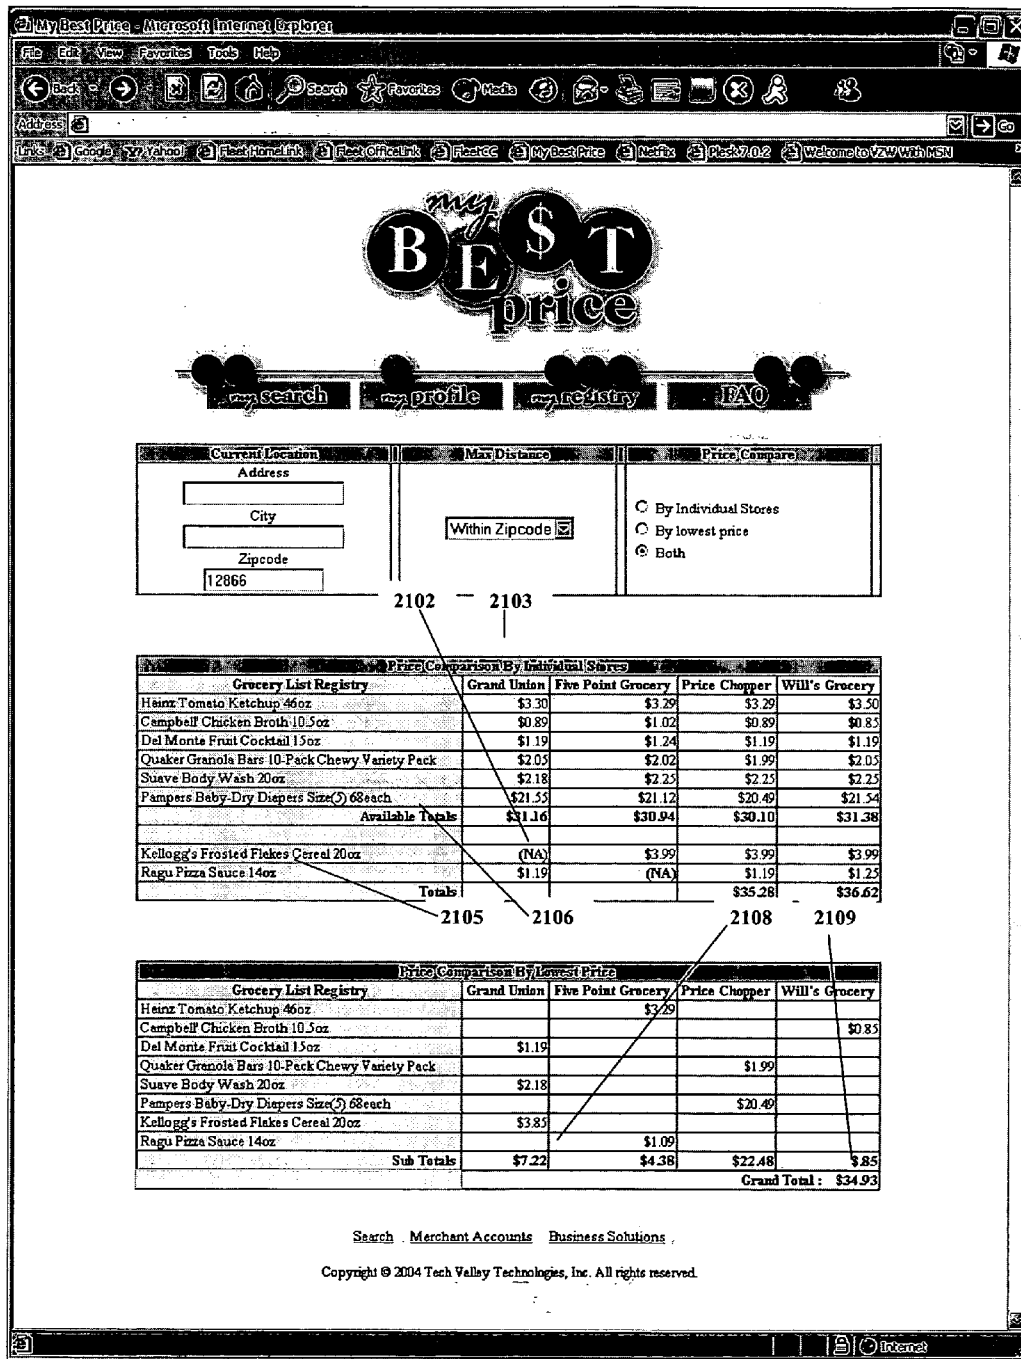 My Best Price - Microsoft Internet Explorer
File Edit View Favorites Tools Help
Back Search Favorites Media
Address Go
Links Google Yahoo! Fleet HomeLink Fleet OfficeLink FleetCC My Best Price Netflix Plesk 7.0.2 Welcome to VZW With MSN
my
BE$T
price
my search my profile my registry FAQ
Current Location Max Distance Price Compare
Address
City
Zipcode
12866
Within Zipcode
By Individual Stores
By lowest price
Both
2102 2103
Price Comparison By Individual Stores
Grocery List Registry Grand Union Five Point Grocery Price Chopper Will's Grocery
Heinz Tomato Ketchup 46oz $3.30 $3.29 $3.29 $3.50
Campbell' Chicken Broth 10.5oz $0.89 $1.02 $0.89 $0.85
Del Monte Fruit Cocktail 15oz $1.19 $1.24 $1.19 $1.19
Quaker Granola Bars 10-Pack Chewy Variety Pack $2.05 $2.02 $1.99 $2.05
Suave Body Wash 20oz $2.18 $2.25 $2.25 $2.25
Pampers Baby-Dry Diapers Size(5) 68each $21.55 $21.12 $20.49 $21.54
Available Totals $31.16 $30.94 $30.10 $31.38
Kellogg's Frosted Flakes Cereal 20oz (NA) $3.99 $3.99 $3.99
Ragu Pizza Sauce 14oz $1.19 (NA) $1.19 $1.25
Totals $35.28 $36.62
2105 2106 2108 2109
Price Comparison By Lowest Price
Grocery List Registry Grand Union Five Point Grocery Price Chopper Will's Grocery
Heinz Tomato Ketchup 46oz $3.29
Campbell' Chicken Broth 10.5oz $0.85
Del Monte Fruit Cocktail 15oz $1.19
Quaker Granola Bars 10-Pack Chewy Variety Pack $1.99
Suave Body Wash 20oz $2.18
Pampers Baby-Dry Diapers Size(5) 68each $20.49
Kellogg's Frosted Flakes Cereal 20oz $3.85
Ragu Pizza Sauce 14oz $1.09
Sub Totals $7.22 $4.38 $22.48 $.85
Grand Total : $34.93
Search Merchant Accounts Business Solutions
Copyright © 2004 Tech Valley Technologies, Inc. All rights reserved.
Internet